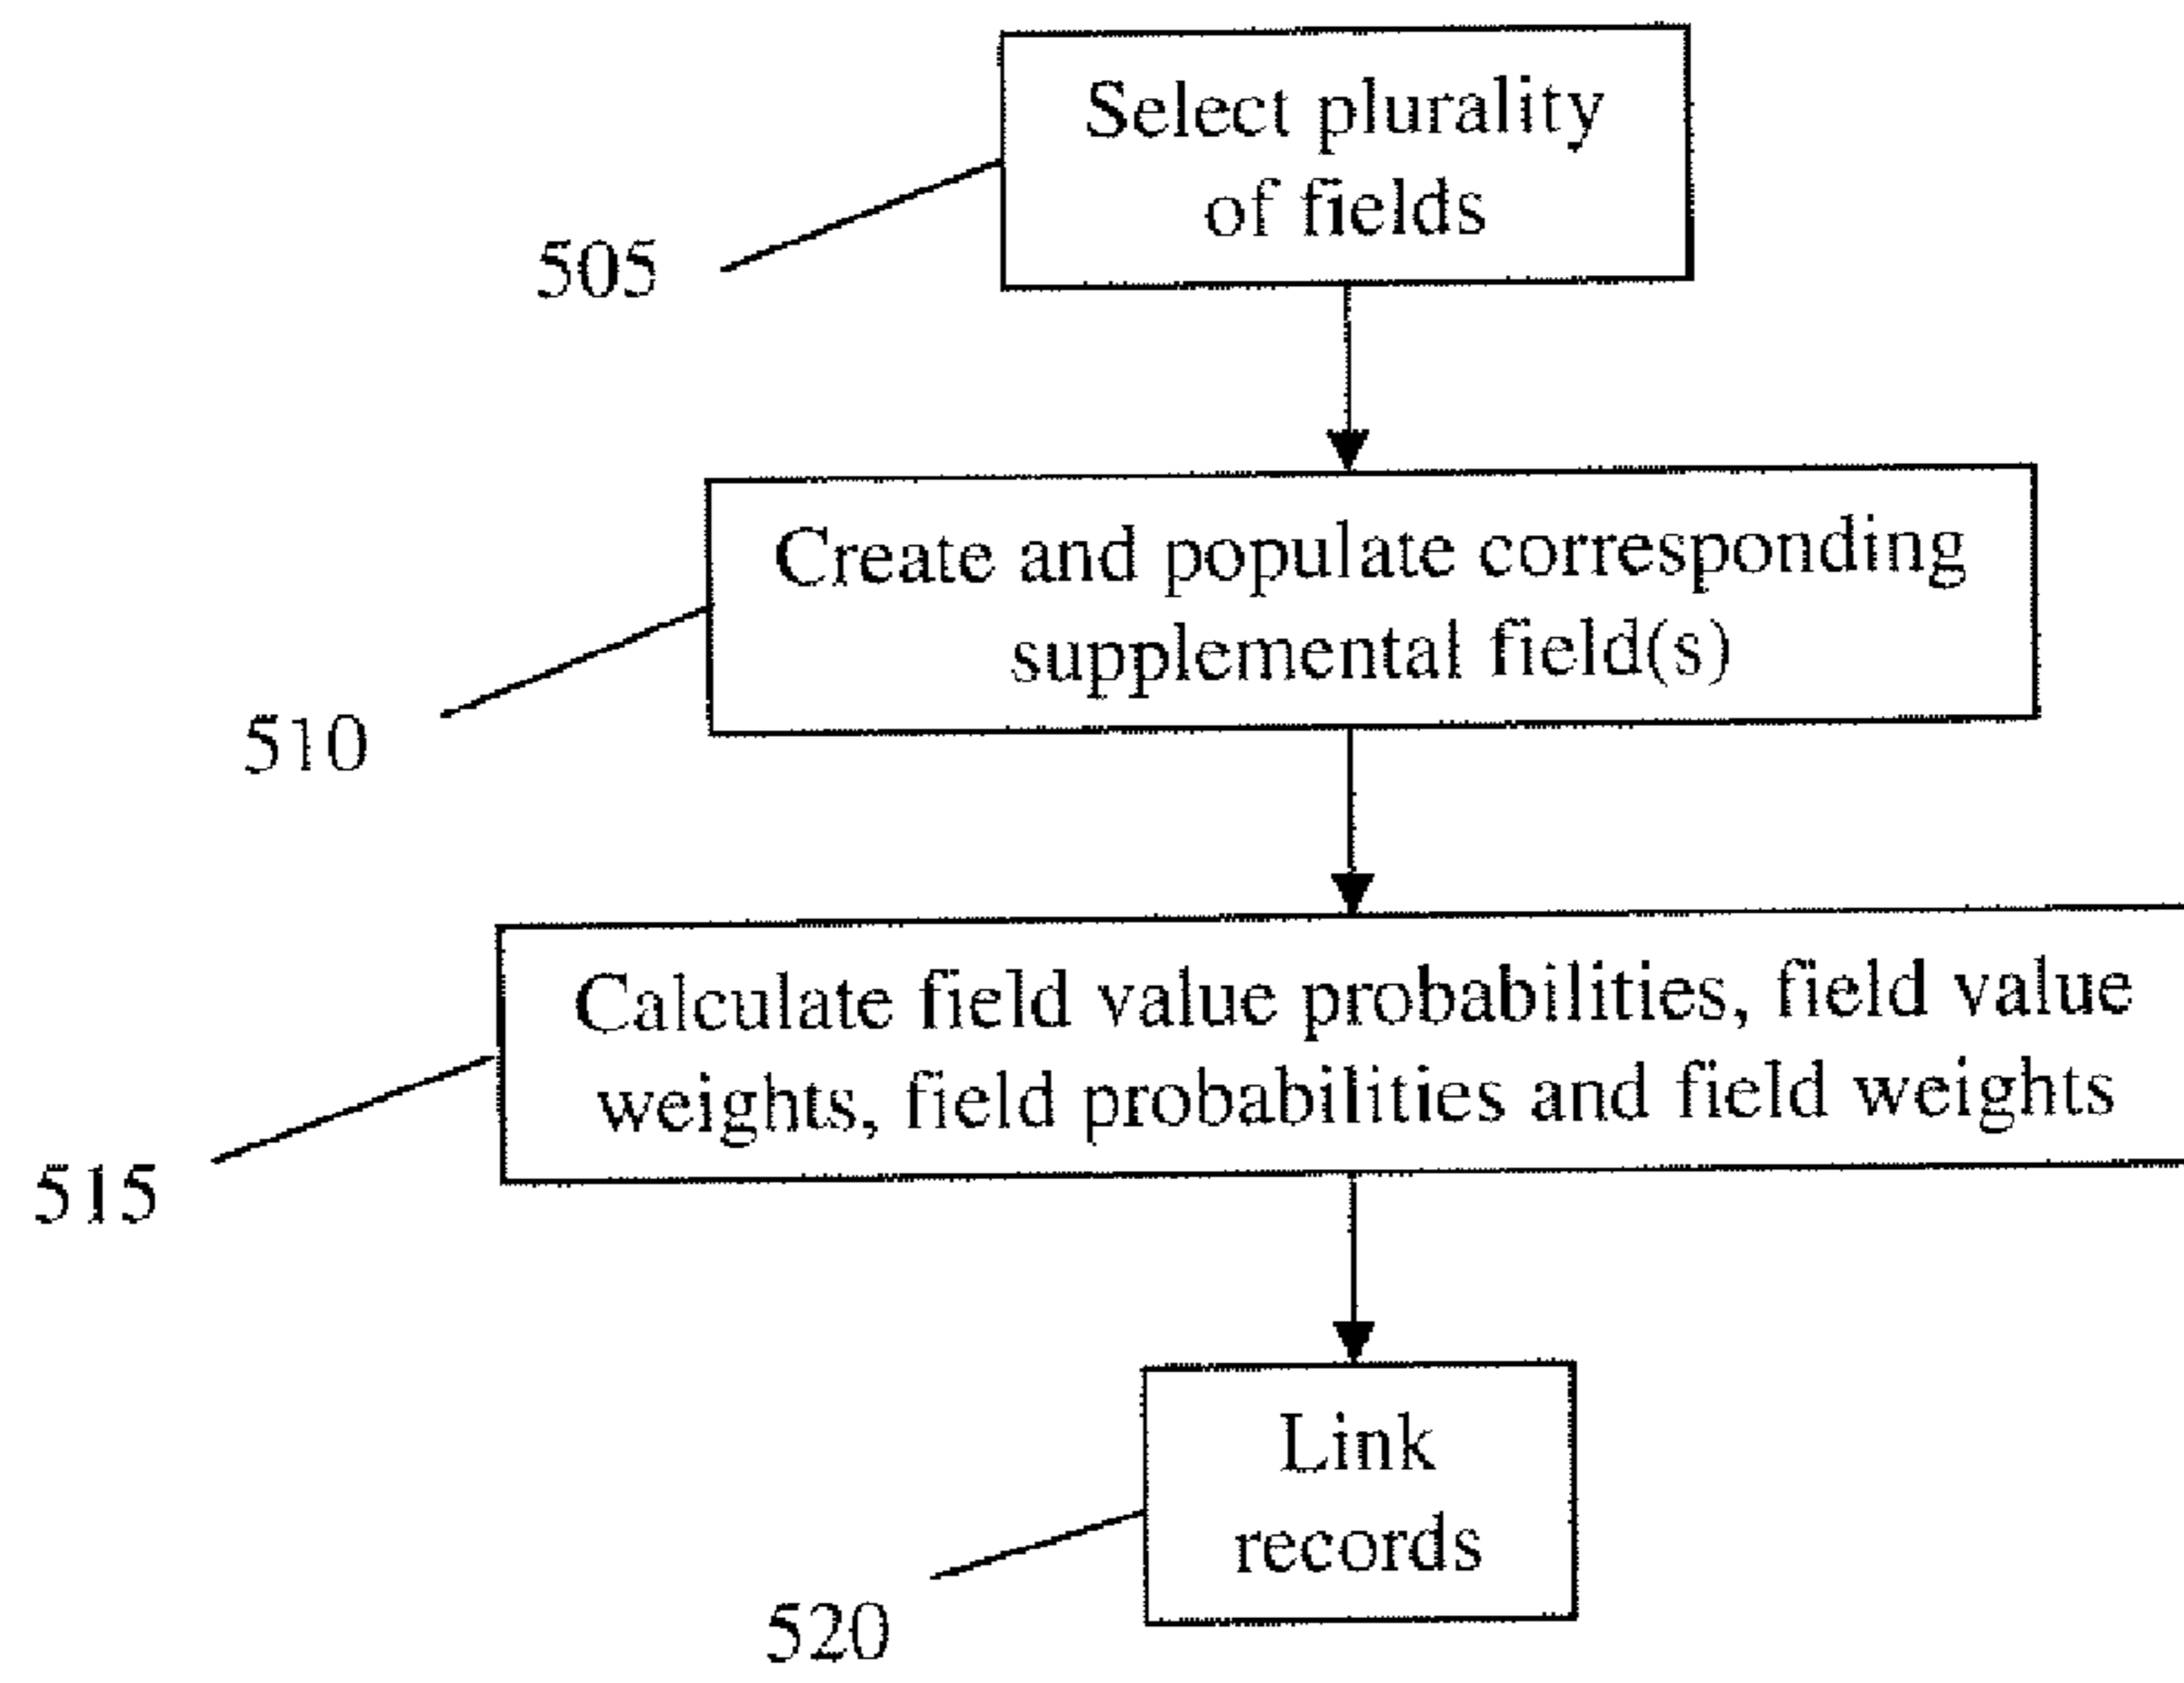 Select plurality
of fields
505
Create and populate corresponding
supplemental field(s)
510
Calculate field value probabilities, field value
weights, field probabilities and field weights
515
Link
records
520